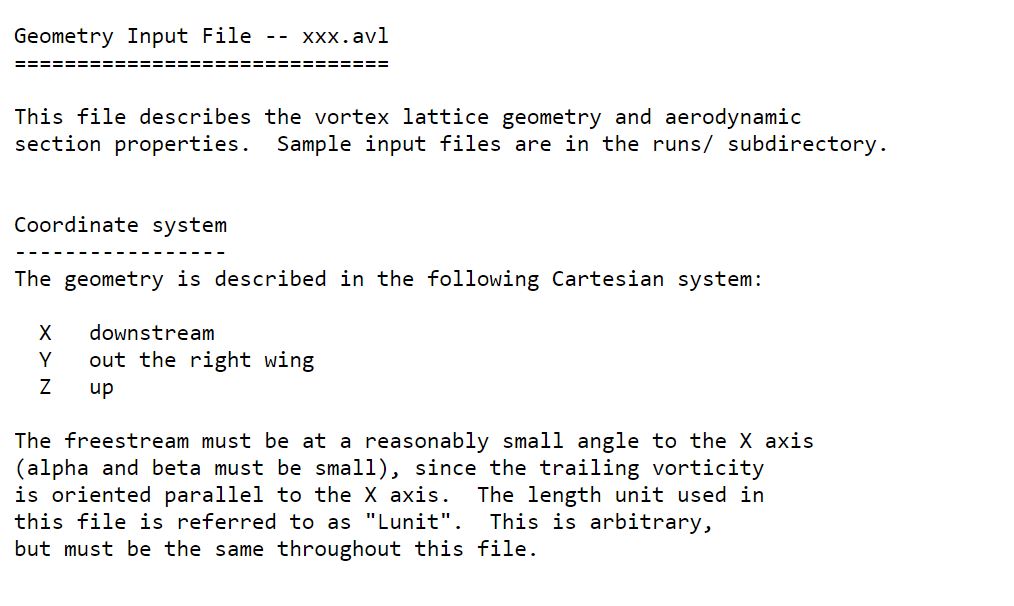 Geometry Input File -- xxx.avl
==============================
This file describes the vortex lattice geometry and aerodynamic
section properties.  Sample input files are in the runs/ subdirectory.
Coordinate system
-----------------
The geometry is described in the following Cartesian system:
  X   downstream
  Y   out the right wing
  Z   up
The freestream must be at a reasonably small angle to the X axis
(alpha and beta must be small), since the trailing vorticity
is oriented parallel to the X axis.  The length unit used in
this file is referred to as "Lunit".  This is arbitrary,
but must be the same throughout this file.